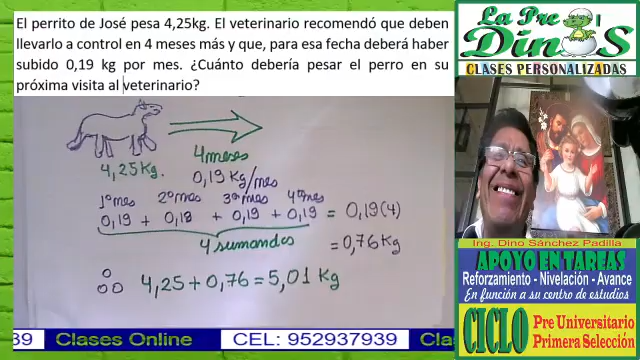 El perrito de José pesa 4,25kg. El veterinario recomendó que deben
llevarlo a control en 4 meses más y que, para esa fecha deberá haber
subido 0,19 kg por mes. ¿Cuánto debería pesar el perro en su
próxima visita al veterinario?
La Pre
DinoS
CLASES PERSONALIZADAS
4,25 Kg.
4 meses
0,19 Kg/mes
1º mes 2º mes 3º mes 4º mes
0,19 + 0,19 + 0,19 + 0,19 = 0,19(4)
4 sumandos
= 0,76 Kg
4,25 + 0,76 = 5,01 Kg
Ing. Dino Sánchez Padilla
APOYO EN TAREAS
Reforzamiento - Nivelación - Avance
En función a su centro de estudios
CICLO Pre Universitario
Primera Selección
39 Clases Online CEL: 952937939 Cla